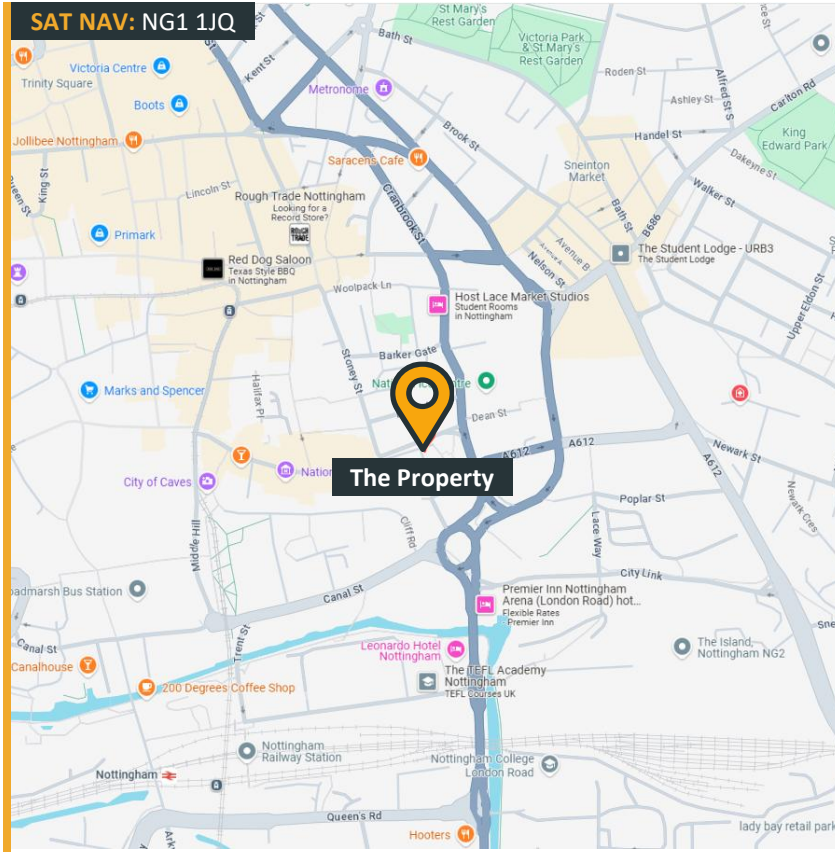 SAT NAV: NG1 1JQ
St Mary's
Rest Garden
Bath St
Victoria Park
& St Mary's
Rest Garden
Kent St
Victoria Centre
Trinity Square
Metronome
Roden St
Alfred St S
Carlton Rd
Boots
Ashley St
Brock St
Handel St
King
Edward Park
Jollibee Nottingham
Saracens Cafe
Sneinton
Market
Dakeyne St
King St
Queen St
Lincoln St
Cranbrook St
Walker St
Bath St
B686
Rough Trade Nottingham
Looking for a
Record Store?
ROUGH
TRADE
Primark
Avenue B
Nelson St
The Student Lodge - URB3
The Student Lodge
Red Dog Saloon
Texas Style BBQ
in Nottingham
Woolpack Ln
Host Lace Market Studios
Student Rooms
in Nottingham
Upper Eldon St
Stoney St
Barker Gate
Marks and Spencer
Halifax Pl
Dean St
A612
A612
A612
Newark St
The Property
City of Caves
Newark Cres
Poplar St
Cliff Rd
Lace Way
Middle Hill
City Link
Canal St
Premier Inn Nottingham
Arena (London Road) hot...
Flexible Rates
Premier Inn
Canal St
Trent St
Leonardo Hotel
Nottingham
The Island,
Nottingham NG2
Canalhouse
The TEFL Academy
Nottingham
TEFL Courses UK
200 Degrees Coffee Shop
Nottingham
Railway Station
Nottingham College
London Road
Nottingham
Queen's Rd
Hooters
lady bay retail park